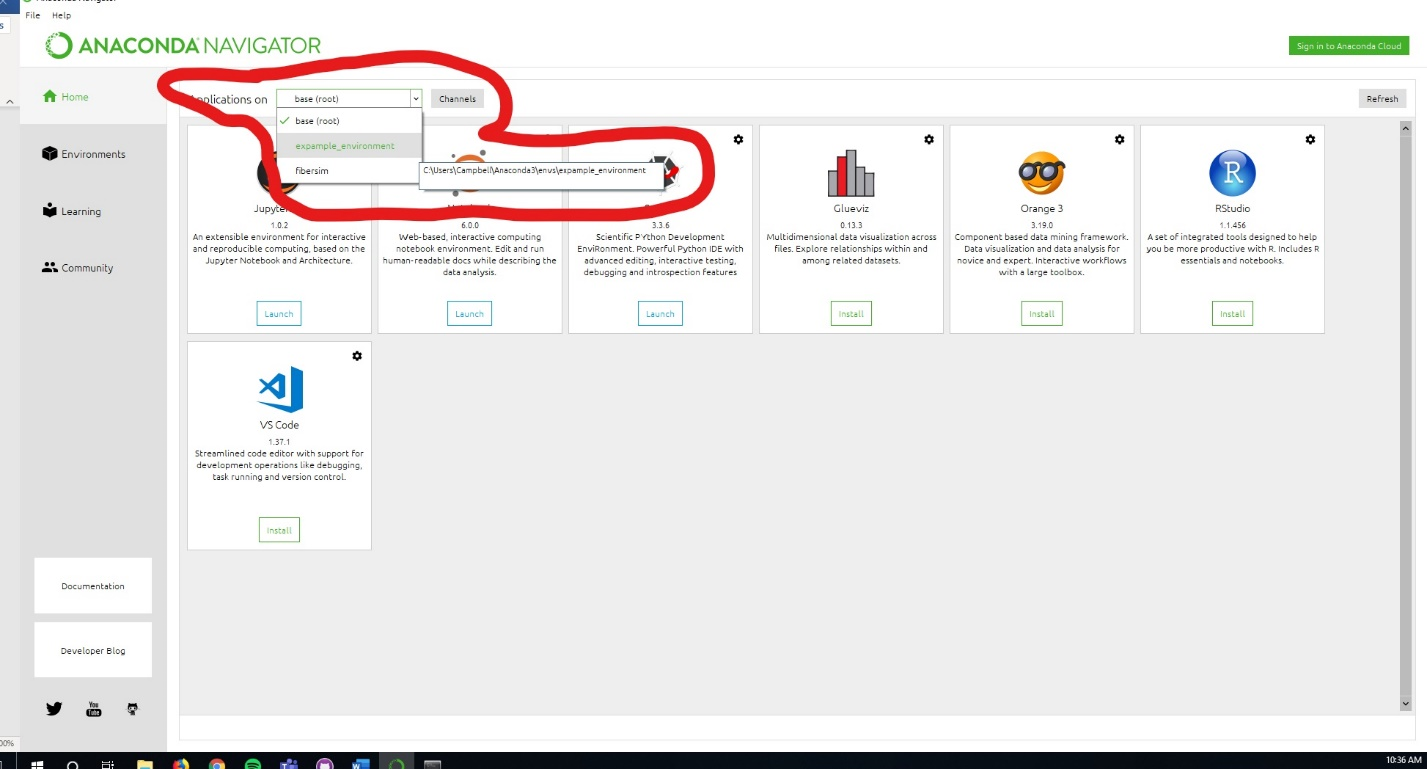 File Help
ANACONDA NAVIGATOR
Sign in to Anaconda Cloud
Home
Environments
Learning
Community
Documentation
Developer Blog
You
Tube
plications on
base (root)
Channels
Refresh
base (root)
expample_environment
fibersim
C:\Users\Campbell\Anaconda3\envs\expample_environment
Jupyter
1.0.2
An extensible environment for interactive
and reproducible computing, based on the
Jupyter Notebook and Architecture.
Launch
6.0.0
Web-based, interactive computing
notebook environment. Edit and run
human-readable docs while describing the
data analysis.
Launch
3.3.6
Scientific PYthon Development
EnviRonment. Powerful Python IDE with
advanced editing, interactive testing,
debugging and introspection features
Launch
Glueviz
0.13.3
Multidimensional data visualization across
files. Explore relationships within and
among related datasets.
Install
Orange 3
3.19.0
Component based data mining framework.
Data visualization and data analysis for
novice and expert. Interactive workflows
with a large toolbox.
Install
R
RStudio
1.1.456
A set of integrated tools designed to help
you be more productive with R. Includes R
essentials and notebooks.
Install
VS Code
1.37.1
Streamlined code editor with support for
development operations like debugging,
task running and version control.
Install
10:36 AM